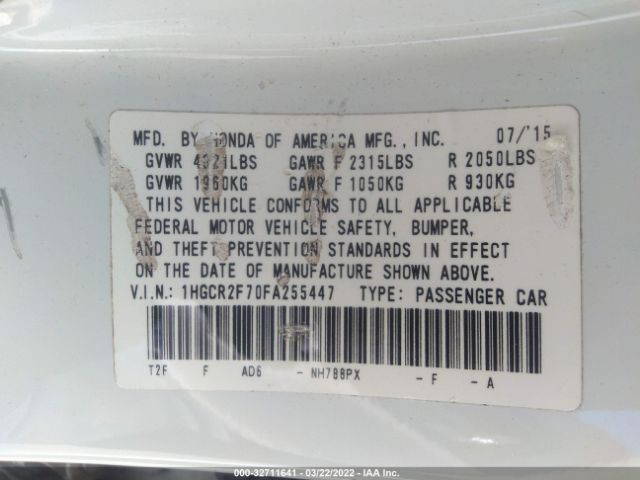 MFD. BY HONDA OF AMERICA MFG., INC. 07/'15
GVWR 4321LBS GAWR F 2315LBS R 2050LBS
GVWR 1960KG GAWR F 1050KG R 930KG
THIS VEHICLE CONFORMS TO ALL APPLICABLE
FEDERAL MOTOR VEHICLE SAFETY, BUMPER,
AND THEFT PREVENTION STANDARDS IN EFFECT
ON THE DATE OF MANUFACTURE SHOWN ABOVE.
V.I.N.: 1HGCR2F70FA255447 TYPE: PASSENGER CAR
T2F F AD6 - NH788PX - F - A
000-32711641 - 03/22/2022 - IAA Inc.